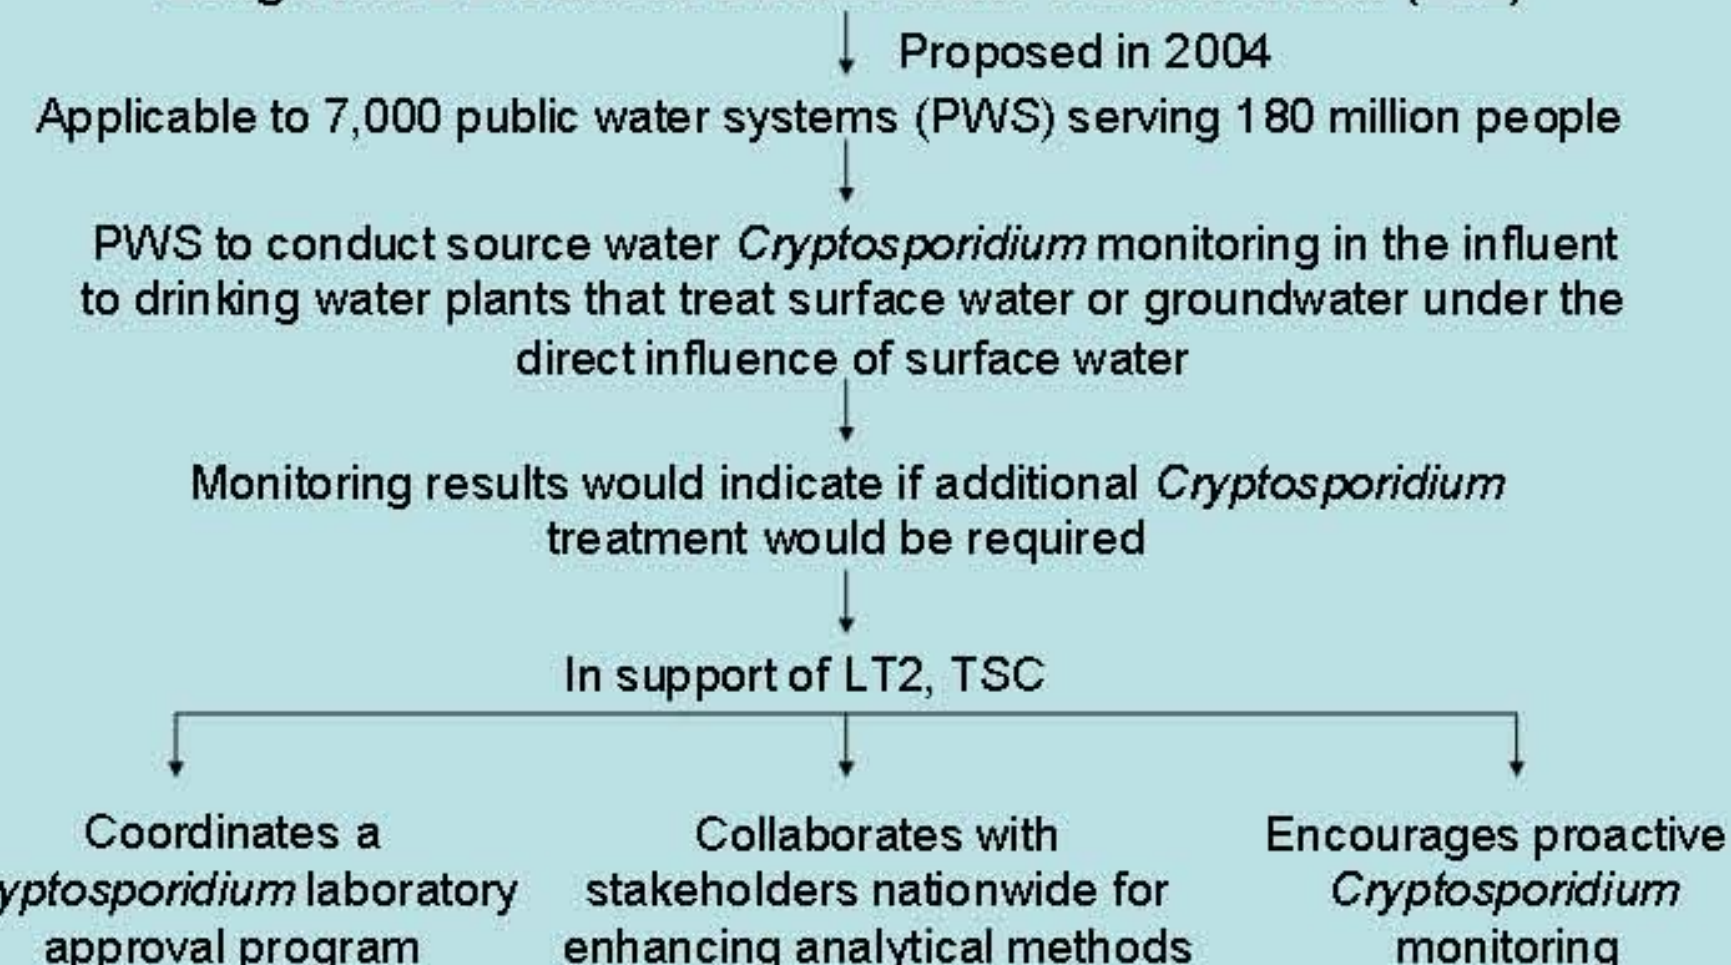 Proposed in 2004
Applicable to 7,000 public water systems (PWS) serving 180 million people
PWS to conduct source water Cryptosporidium monitoring in the influent
to drinking water plants that treat surface water or groundwater under the
direct influence of surface water
Monitoring results would indicate if additional Cryptosporidium
treatment would be required
In support of LT2, TSC
Coordinates a
yptosporidium laboratory
approval program
Collaborates with
stakeholders nationwide for
enhancing analytical methods
Encourages proactive
Cryptosporidium
monitoring